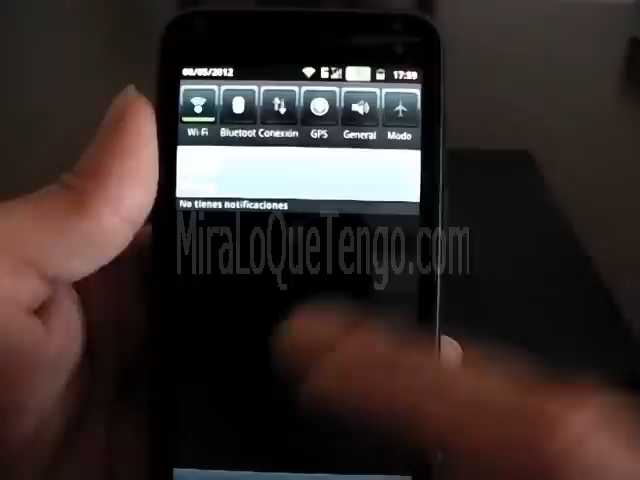 08/05/2012 17:59
Wi-Fi Bluetoot Conexión GPS General Modo
No tienes notificaciones
MiraLoQueTengo.com